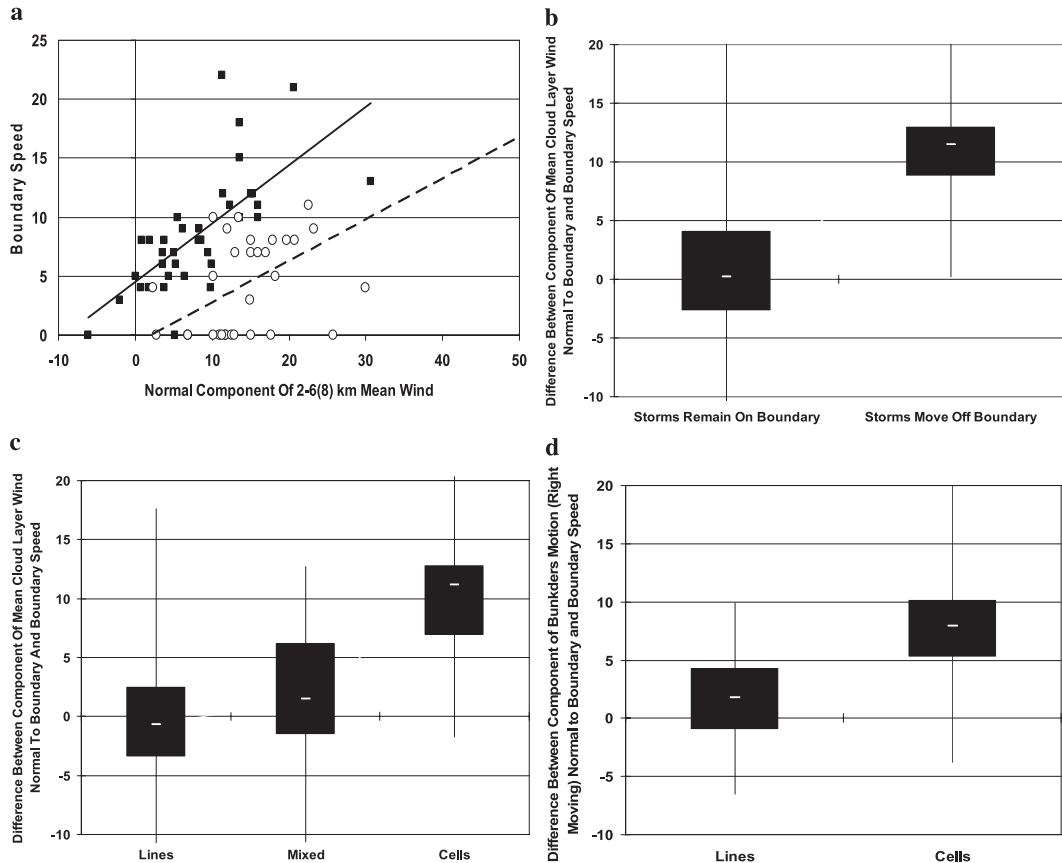 a
25
20
15
10
5
0
-10
0
10
20
30
40
50
Boundary Speed
Normal Component Of 2-6(8) km Mean Wind
b
Difference Between Component Of Mean Cloud Layer Wind
Normal To Boundary and Boundary Speed
20
15
10
5
0
-5
-10
Storms Remain On Boundary
Storms Move Off Boundary
c
Difference Between Component Of Mean Cloud Layer Wind
Normal To Boundary And Boundary Speed
20
15
10
5
0
-5
-10
Lines
Mixed
Cells
d
Difference Between Component of Bunkders Motion (Right
Moving) Normal to Boundary and Boundary Speed
20
15
10
5
0
-5
-10
Lines
Cells